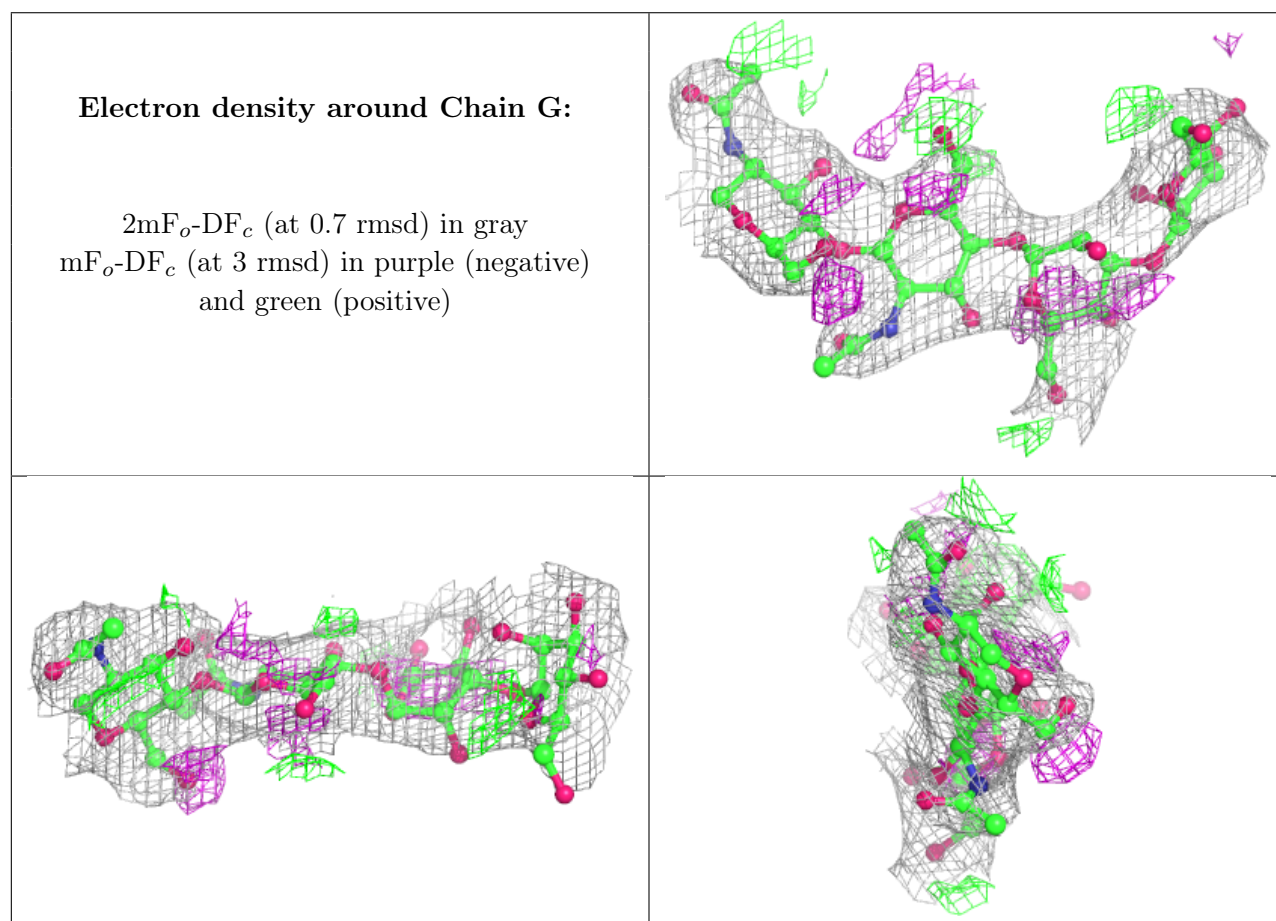 Electron density around Chain G:
2mFo-DFc (at 0.7 rmsd) in gray
mFo-DFc (at 3 rmsd) in purple (negative)
and green (positive)